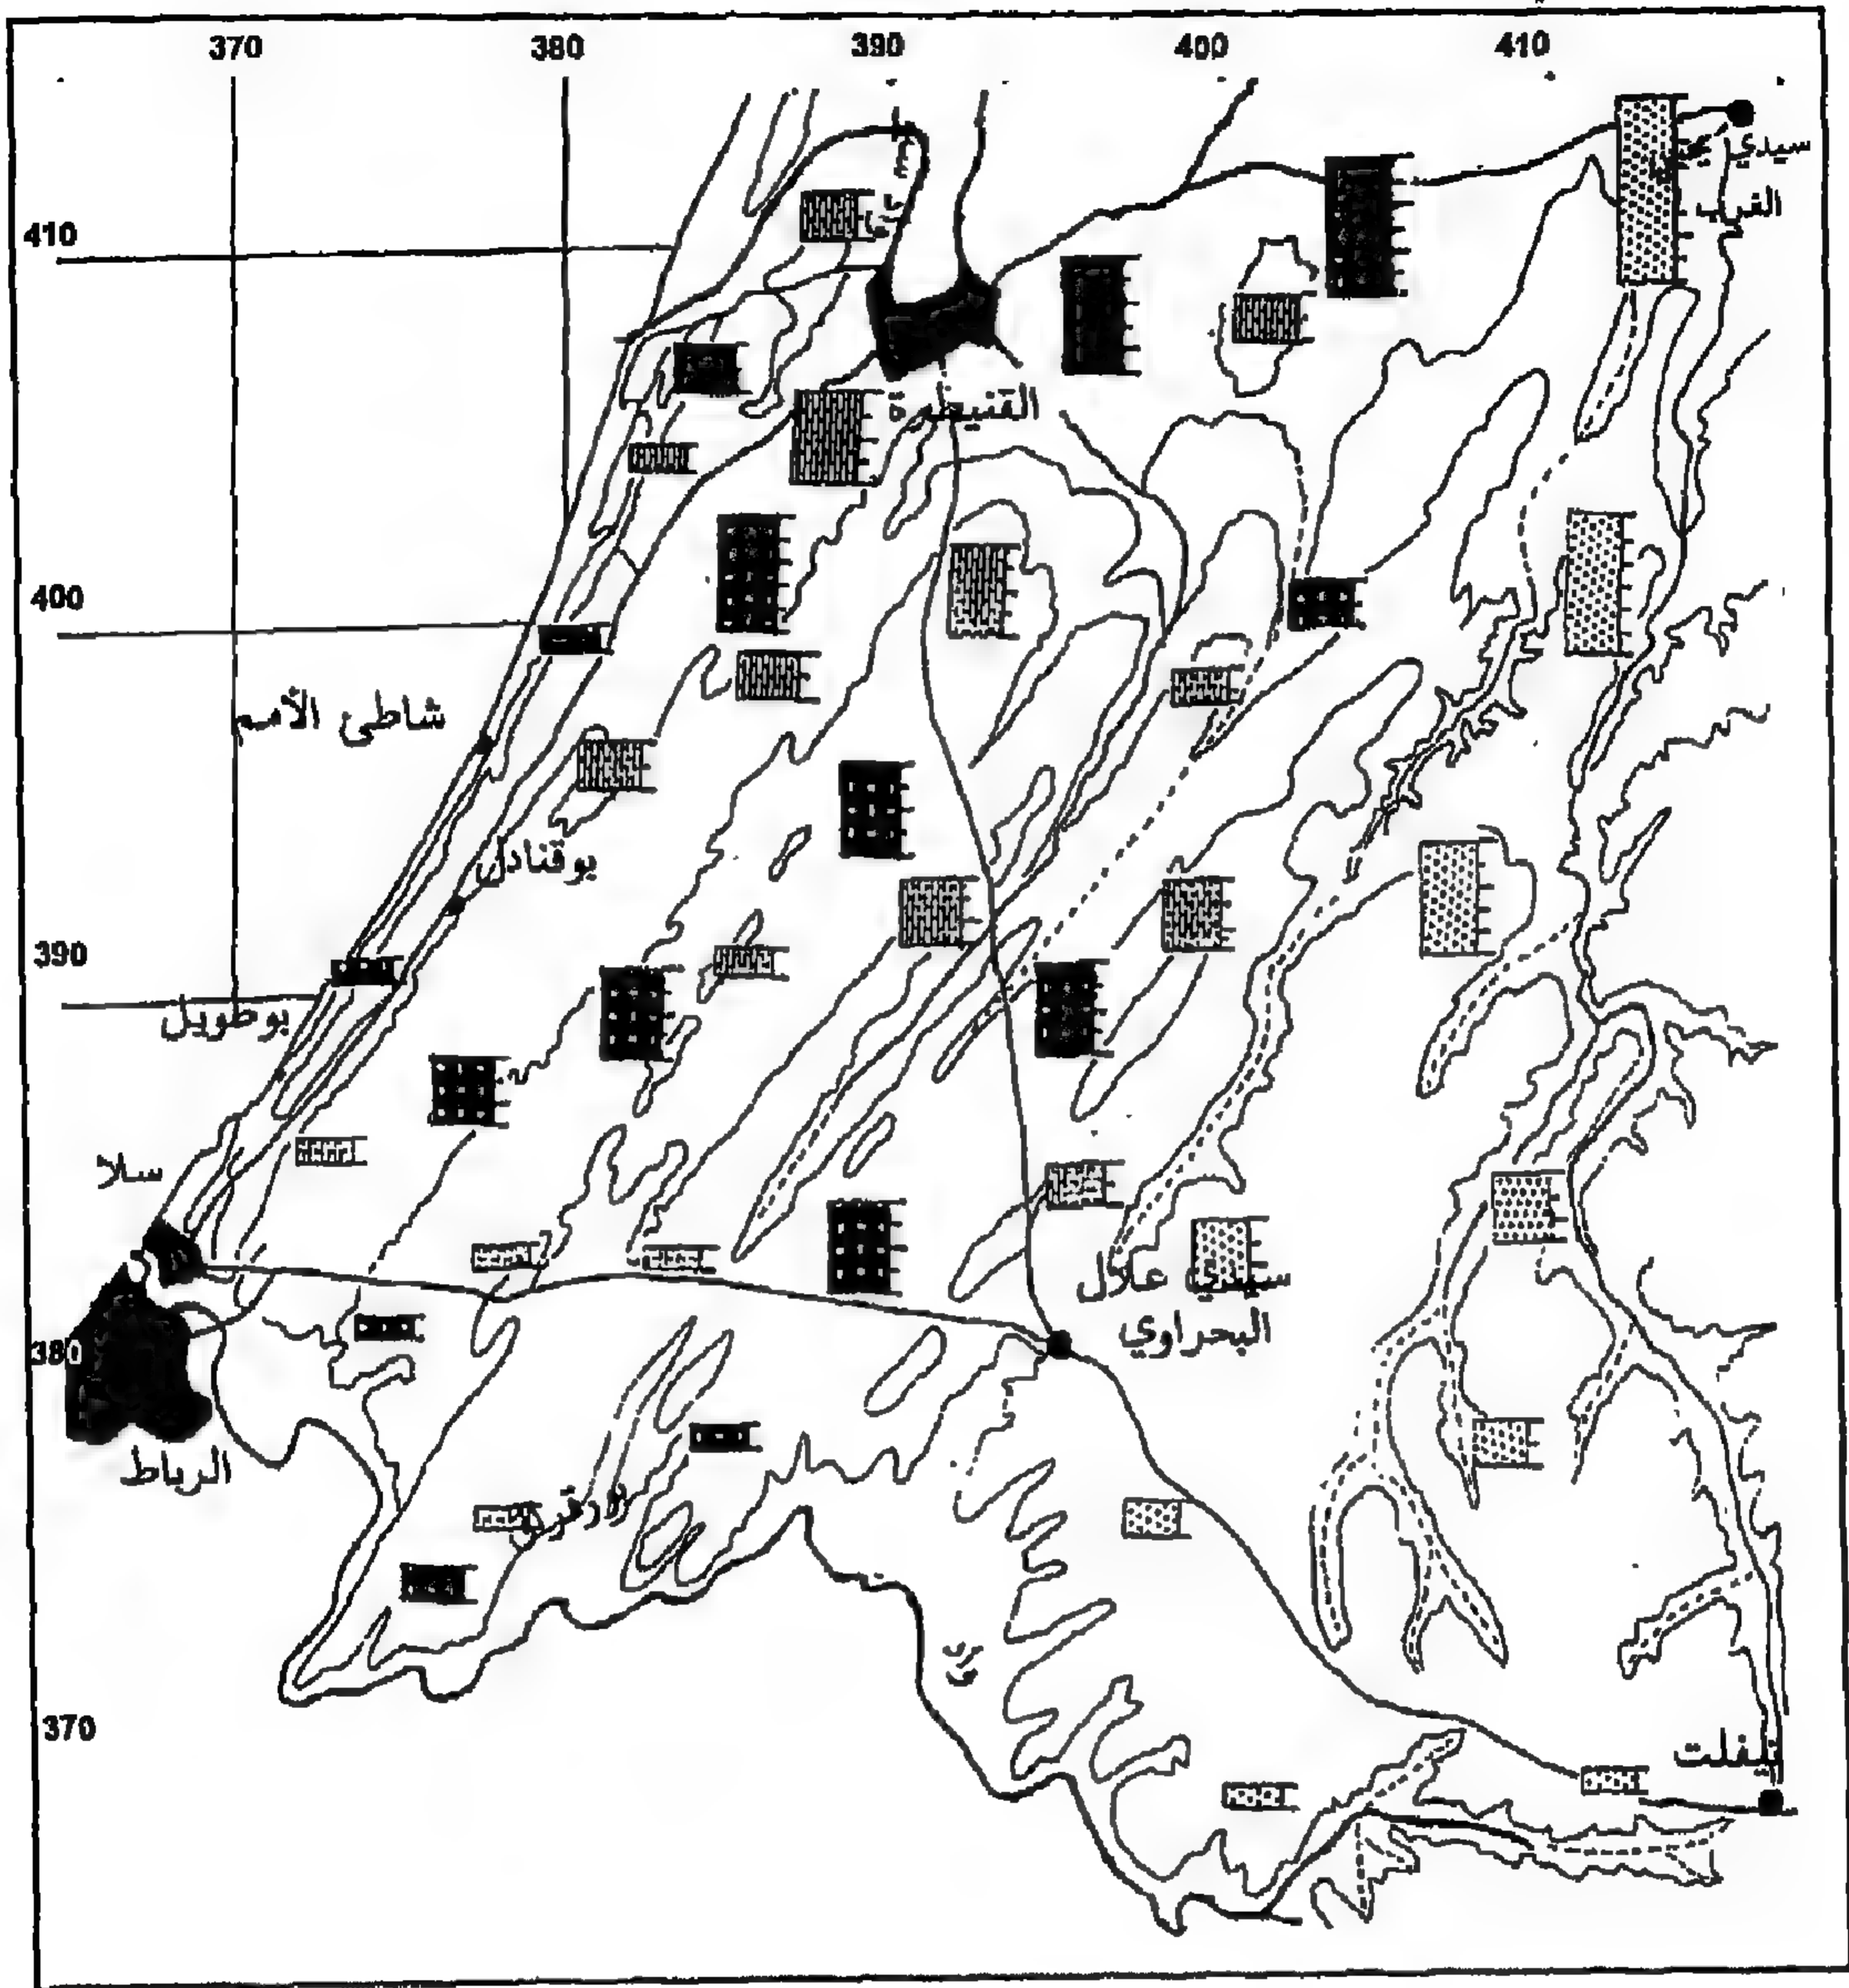 370 380 390 400 410
410
400
390
380
370
سيدي
الغرب
القنيطرة
شاطئ الأمم
بوقنادل
بوطويل
سلا
سيدي علال
البحراوي
الرباط
تيفلت